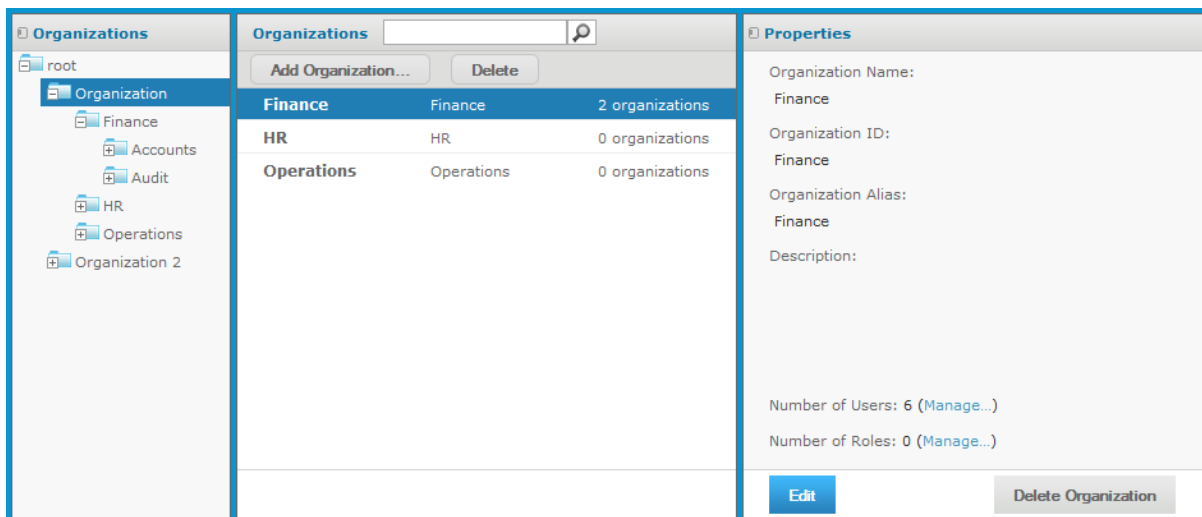 Organizations
root
Organization
Finance
Accounts
Audit
HR
Operations
Organization 2
Organizations
Add Organization... Delete
Finance Finance 2 organizations
HR HR 0 organizations
Operations Operations 0 organizations
Properties
Organization Name:
Finance
Organization ID:
Finance
Organization Alias:
Finance
Description:
Number of Users: 6 (Manage...)
Number of Roles: 0 (Manage...)
Edit Delete Organization